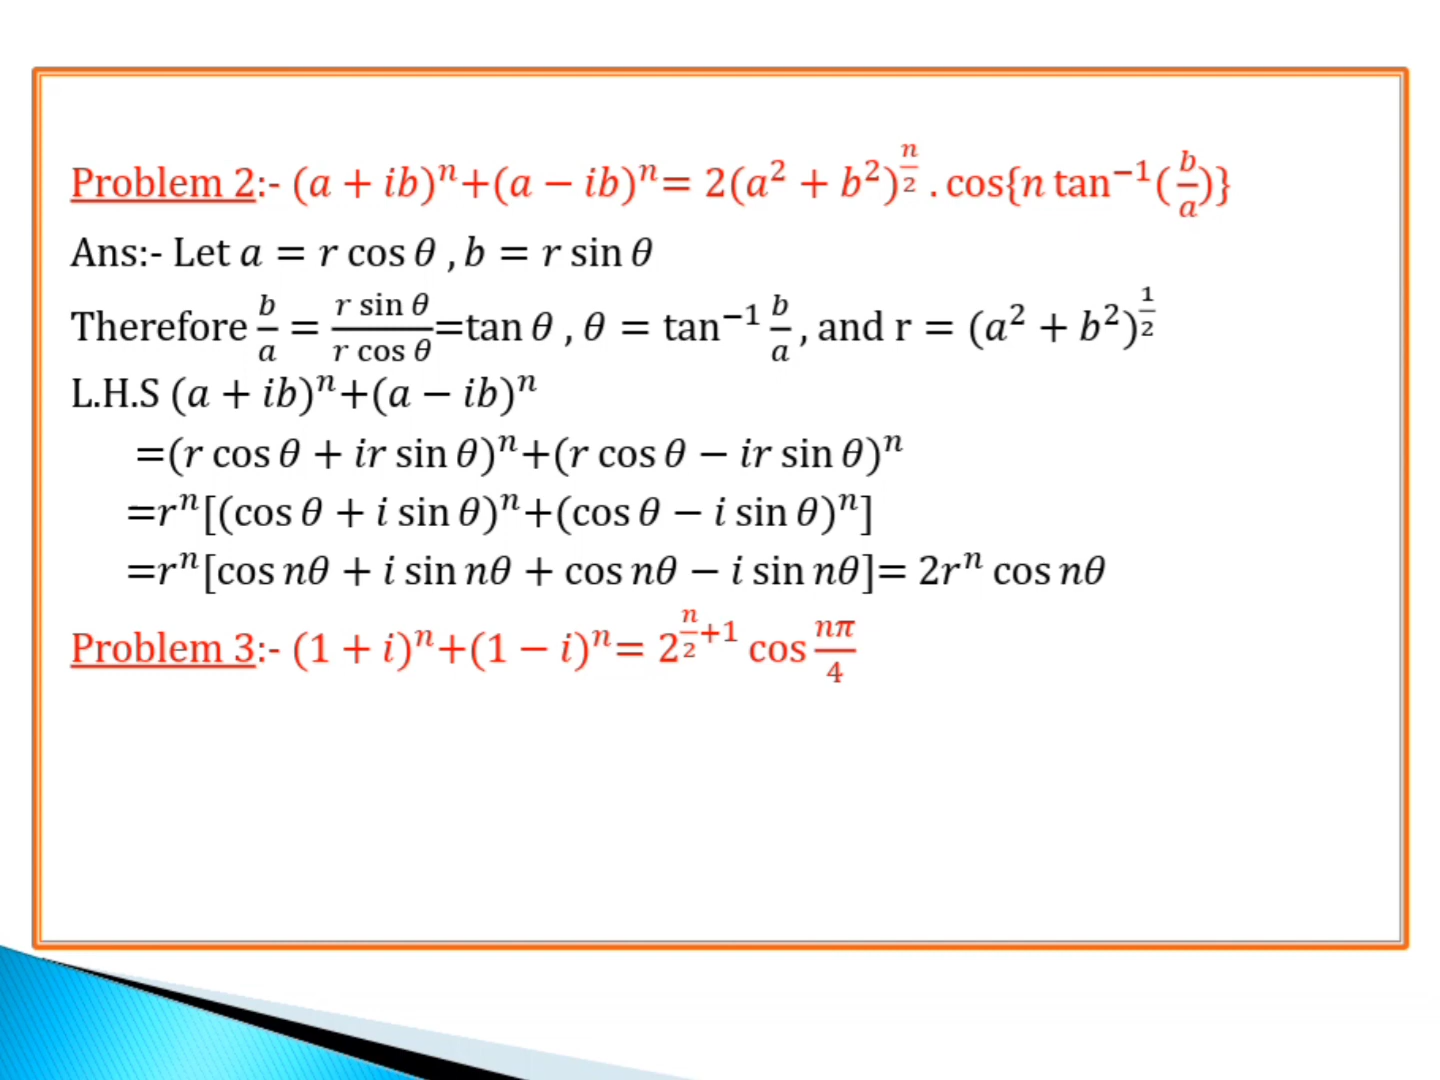 Problem 2:- (a + ib)ⁿ+(a − ib)ⁿ= 2(a² + b²)^(n/2) . cos{n tan⁻¹(b/a)}
Ans:- Let a = r cos θ , b = r sin θ
Therefore b/a = (r sin θ)/(r cos θ)=tan θ , θ = tan⁻¹ b/a , and r = (a² + b²)^(1/2)
L.H.S (a + ib)ⁿ+(a − ib)ⁿ
=(r cos θ + ir sin θ)ⁿ+(r cos θ − ir sin θ)ⁿ
=rⁿ[(cos θ + i sin θ)ⁿ+(cos θ − i sin θ)ⁿ]
=rⁿ[cos nθ + i sin nθ + cos nθ − i sin nθ]= 2rⁿ cos nθ
Problem 3:- (1 + i)ⁿ+(1 − i)ⁿ= 2^(n/2+1) cos nπ/4